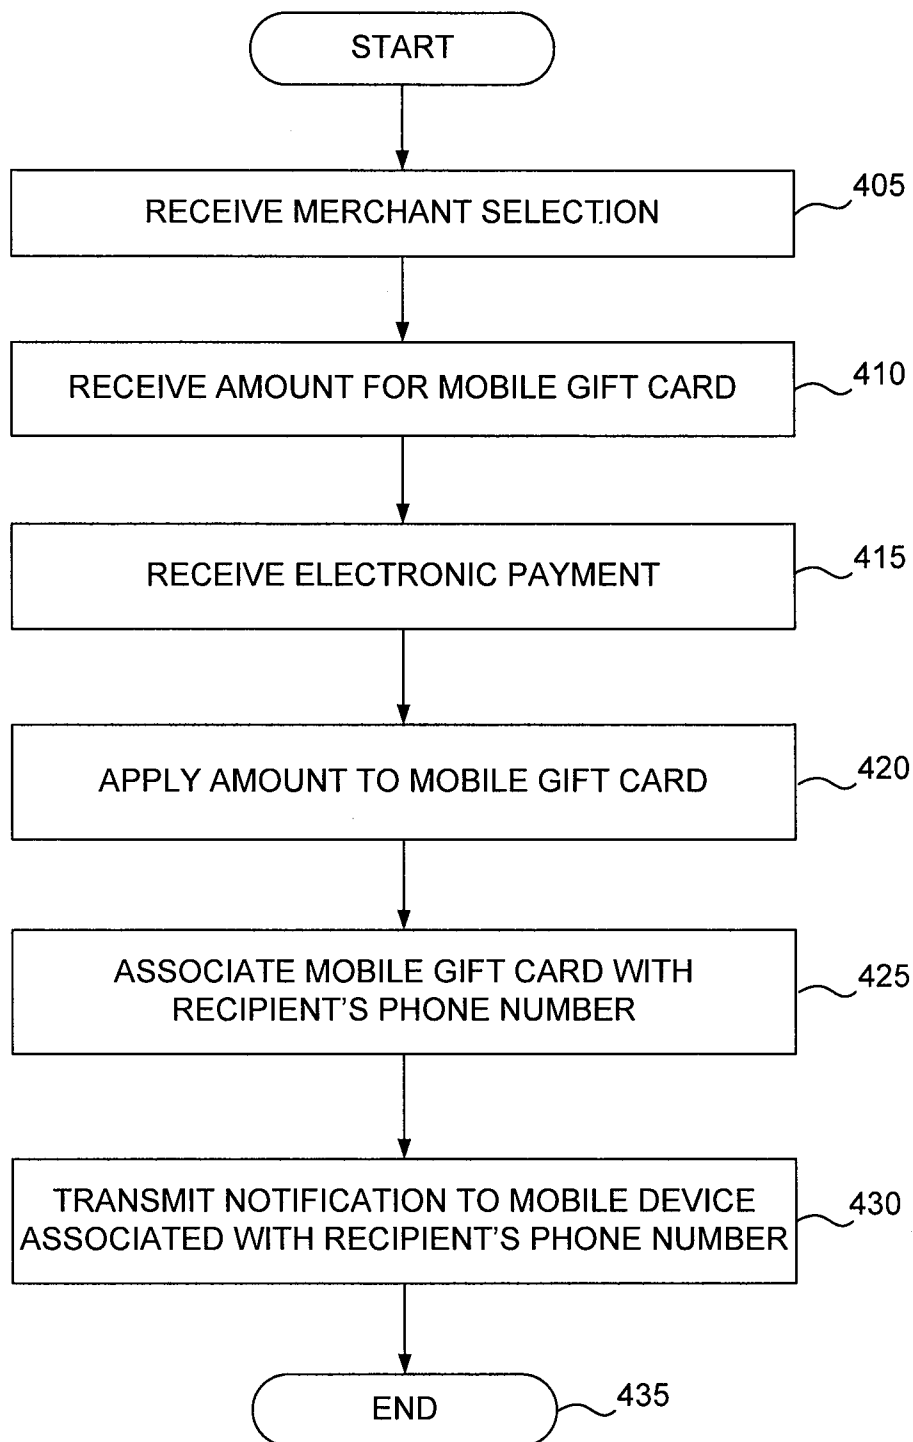 START
RECEIVE MERCHANT SELECTION
405
RECEIVE AMOUNT FOR MOBILE GIFT CARD
410
RECEIVE ELECTRONIC PAYMENT
415
APPLY AMOUNT TO MOBILE GIFT CARD
420
ASSOCIATE MOBILE GIFT CARD WITH
RECIPIENT'S PHONE NUMBER
425
TRANSMIT NOTIFICATION TO MOBILE DEVICE
ASSOCIATED WITH RECIPIENT'S PHONE NUMBER
430
END
435